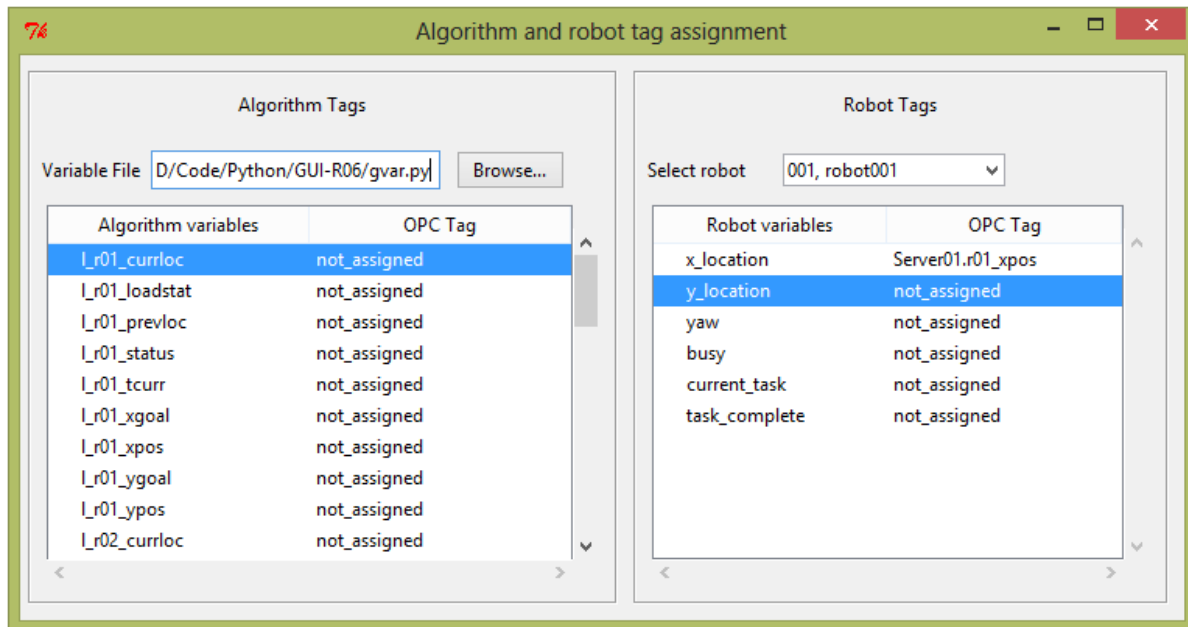 Algorithm and robot tag assignment
Algorithm Tags
Variable File D/Code/Python/GUI-R06/gvar.py Browse...
Algorithm variables OPC Tag
l_r01_currloc not_assigned
l_r01_loadstat not_assigned
l_r01_prevloc not_assigned
l_r01_status not_assigned
l_r01_tcurr not_assigned
l_r01_xgoal not_assigned
l_r01_xpos not_assigned
l_r01_ygoal not_assigned
l_r01_ypos not_assigned
l_r02_currloc not_assigned
Robot Tags
Select robot 001, robot001
Robot variables OPC Tag
x_location Server01.r01_xpos
y_location not_assigned
yaw not_assigned
busy not_assigned
current_task not_assigned
task_complete not_assigned